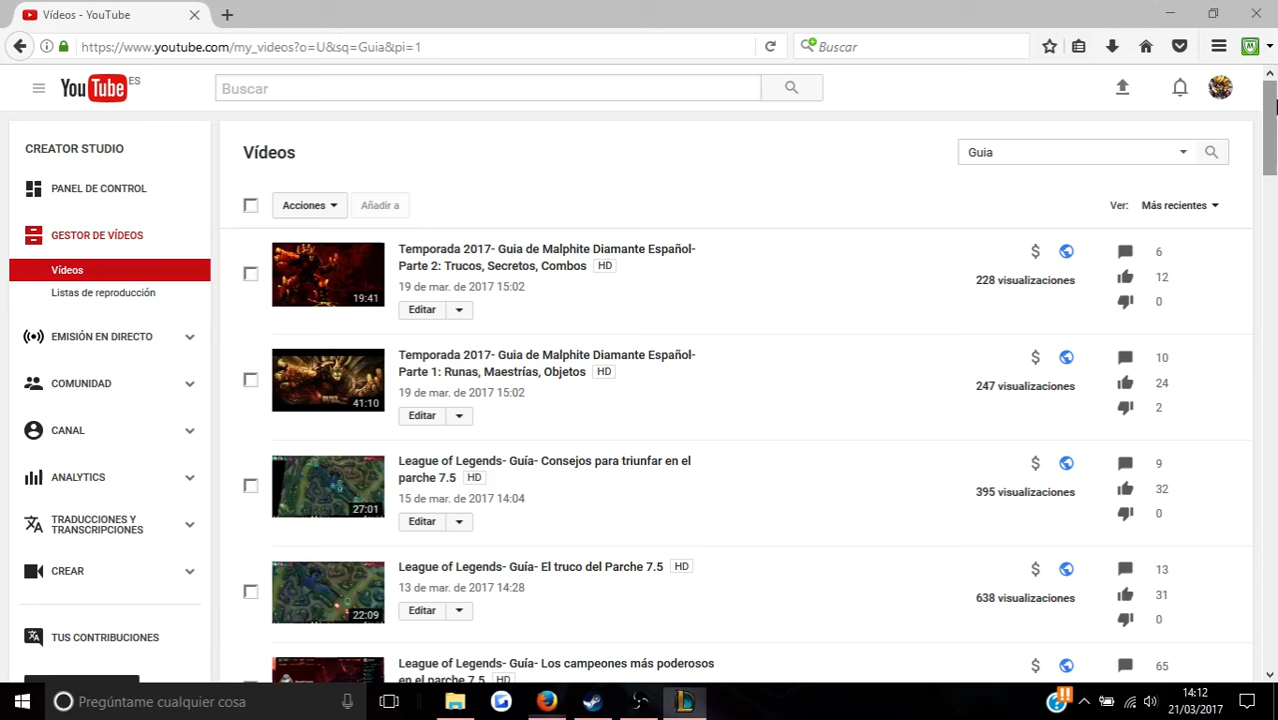 Vídeos - YouTube
https://www.youtube.com/my_videos?o=U&sq=Guia&pi=1
Buscar
YouTube ES
Buscar
CREATOR STUDIO
PANEL DE CONTROL
GESTOR DE VÍDEOS
Vídeos
Listas de reproducción
EMISIÓN EN DIRECTO
COMUNIDAD
CANAL
ANALYTICS
TRADUCCIONES Y
TRANSCRIPCIONES
CREAR
TUS CONTRIBUCIONES
Vídeos
Guia
Acciones
Añadir a
Ver: Más recientes
19:41
Temporada 2017- Guia de Malphite Diamante Español-
Parte 2: Trucos, Secretos, Combos HD
19 de mar. de 2017 15:02
Editar
228 visualizaciones
6
12
0
41:10
Temporada 2017- Guia de Malphite Diamante Español-
Parte 1: Runas, Maestrías, Objetos HD
19 de mar. de 2017 15:02
Editar
247 visualizaciones
10
24
2
27:01
League of Legends- Guía- Consejos para triunfar en el
parche 7.5 HD
15 de mar. de 2017 14:04
Editar
395 visualizaciones
9
32
0
22:09
League of Legends- Guía- El truco del Parche 7.5 HD
13 de mar. de 2017 14:28
Editar
638 visualizaciones
13
31
0
League of Legends- Guía- Los campeones más poderosos
en el parche 7.5 HD
65
Pregúntame cualquier cosa
14:12
21/03/2017